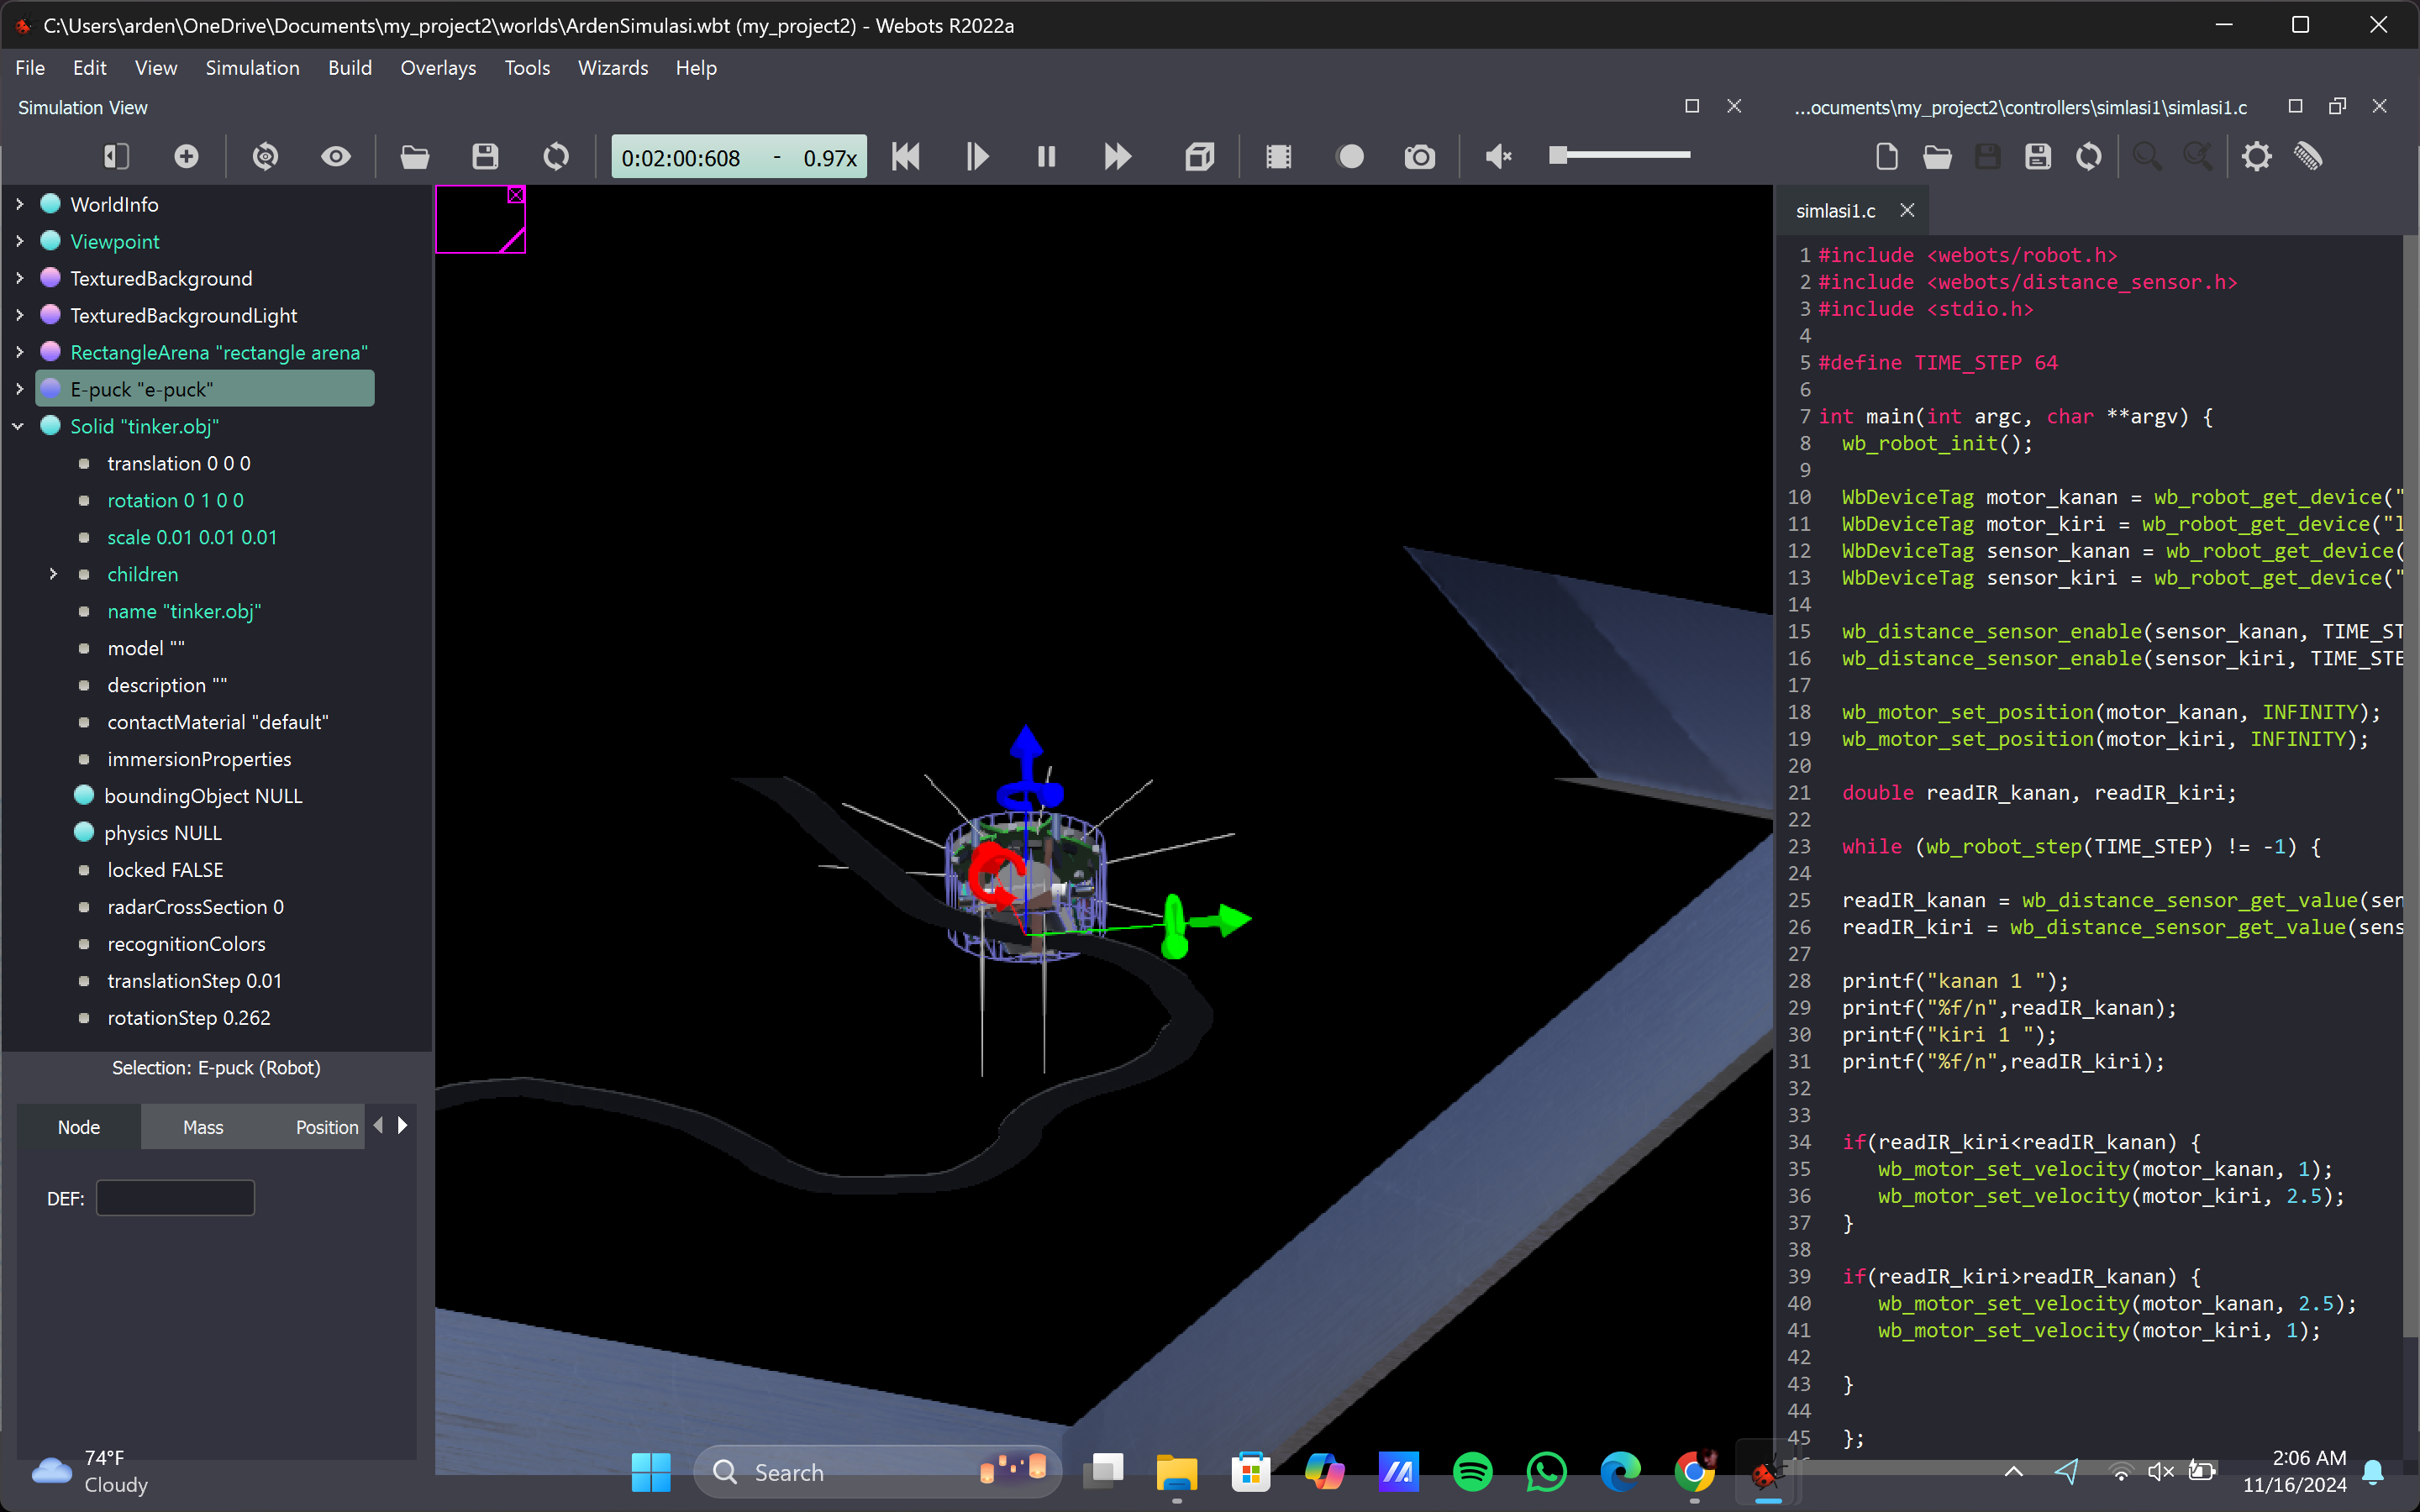 C:\Users\arden\OneDrive\Documents\my_project2\worlds\ArdenSimulasi.wbt (my_project2) - Webots R2022a
File Edit View Simulation Build Overlays Tools Wizards Help
Simulation View
...ocuments\my_project2\controllers\simlasi1\simlasi1.c
0:02:00:608 - 0.97x
WorldInfo
Viewpoint
TexturedBackground
TexturedBackgroundLight
RectangleArena "rectangle arena"
E-puck "e-puck"
Solid "tinker.obj"
translation 0 0 0
rotation 0 1 0 0
scale 0.01 0.01 0.01
children
name "tinker.obj"
model ""
description ""
contactMaterial "default"
immersionProperties
boundingObject NULL
physics NULL
locked FALSE
radarCrossSection 0
recognitionColors
translationStep 0.01
rotationStep 0.262
Selection: E-puck (Robot)
Node Mass Position
DEF:
simlasi1.c
1 #include <webots/robot.h>
2 #include <webots/distance_sensor.h>
3 #include <stdio.h>
4
5 #define TIME_STEP 64
6
7 int main(int argc, char **argv) {
8 wb_robot_init();
9
10 WbDeviceTag motor_kanan = wb_robot_get_device("
11 WbDeviceTag motor_kiri = wb_robot_get_device("l
12 WbDeviceTag sensor_kanan = wb_robot_get_device(
13 WbDeviceTag sensor_kiri = wb_robot_get_device("
14
15 wb_distance_sensor_enable(sensor_kanan, TIME_ST
16 wb_distance_sensor_enable(sensor_kiri, TIME_STE
17
18 wb_motor_set_position(motor_kanan, INFINITY);
19 wb_motor_set_position(motor_kiri, INFINITY);
20
21 double readIR_kanan, readIR_kiri;
22
23 while (wb_robot_step(TIME_STEP) != -1) {
24
25 readIR_kanan = wb_distance_sensor_get_value(sen
26 readIR_kiri = wb_distance_sensor_get_value(sens
27
28 printf("kanan 1 ");
29 printf("%f/n",readIR_kanan);
30 printf("kiri 1 ");
31 printf("%f/n",readIR_kiri);
32
33
34 if(readIR_kiri<readIR_kanan) {
35 wb_motor_set_velocity(motor_kanan, 1);
36 wb_motor_set_velocity(motor_kiri, 2.5);
37 }
38
39 if(readIR_kiri>readIR_kanan) {
40 wb_motor_set_velocity(motor_kanan, 2.5);
41 wb_motor_set_velocity(motor_kiri, 1);
42
43 }
44
45 };
74°F
Cloudy
Search
2:06 AM
11/16/2024